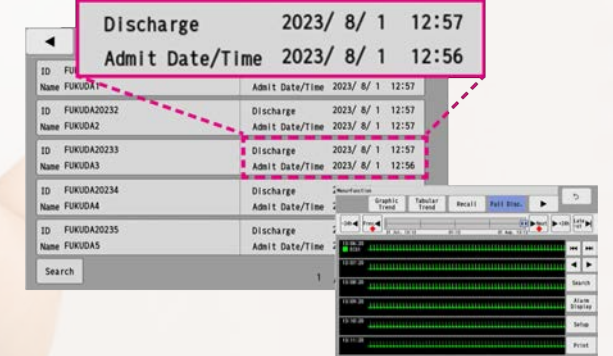 Discharge 2023/ 8/ 1 12:57
Admit Date/Time 2023/ 8/ 1 12:56
ID
Name FUKUDA1 Admit Date/Time 2023/ 8/ 1 12:57
ID FUKUDA20232 Discharge 2023/ 8/ 1 12:57
Name FUKUDA2 Admit Date/Time 2023/ 8/ 1 12:57
ID FUKUDA20233 Discharge 2023/ 8/ 1 12:57
Name FUKUDA3 Admit Date/Time 2023/ 8/ 1 12:56
ID FUKUDA20234 Discharge
Name FUKUDA4 Admit Date/Time
ID FUKUDA20235 Discharge
Name FUKUDA5 Admit Date/Time
Search 1
Graphic Trend Tabular Trend Recall Full Disc.
Search
Alarm Display
Setup
Print